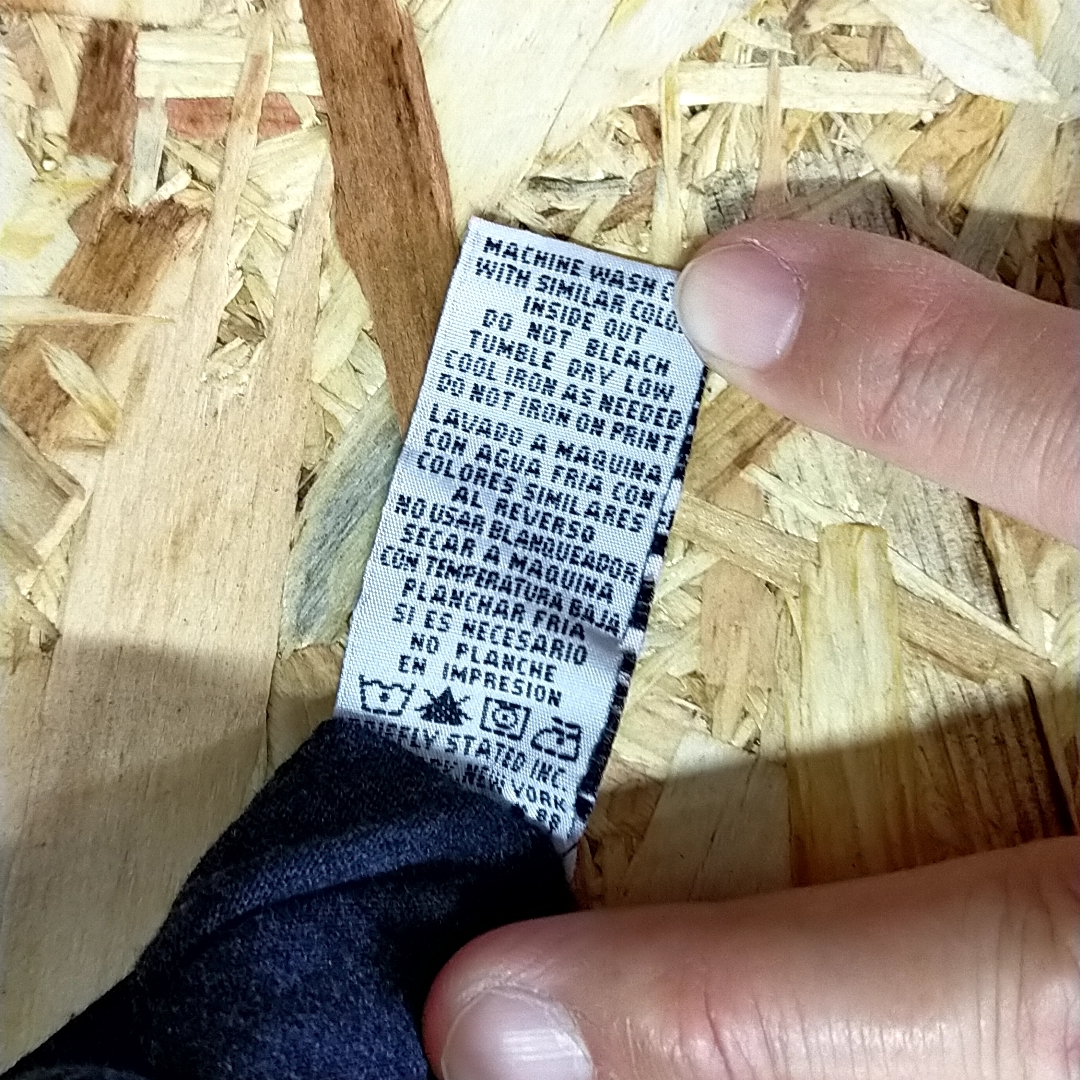 MACHINE WASH
WITH SIMILAR
INSIDE OUT
DO NOT BLEACH
TUMBLE DRY LOW
COOL IRON AS NEEDED
DO NOT IRON ON PRINT
LAVADO A MAQUINA
CON AGUA FRIA CON
COLORES SIMILARES
AL REVERSO
NO USAR BLANQUEADOR
SECAR A MAQUINA
CON TEMPERATURA BAJA
PLANCHAR FRIA
SI ES NECESARIO
NO PLANCHE
EN IMPRESION
BRIEFLY STATED INC
NEW YORK